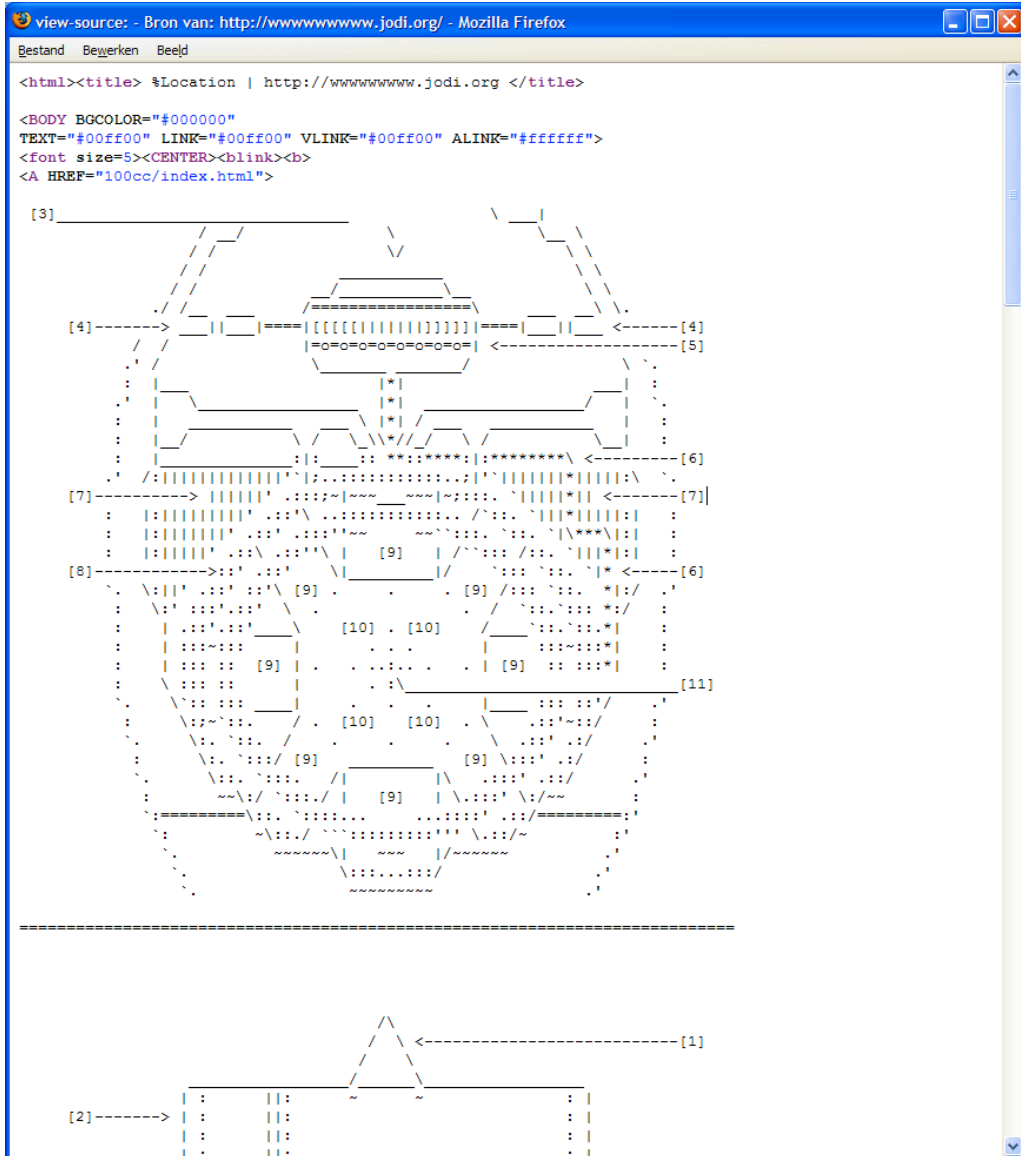 view-source: - Bron van: http://wwwwwwwww.jodi.org/ - Mozilla Firefox
Bestand Bewerken Beeld
<html><title> %Location | http://wwwwwwwww.jodi.org </title>
<BODY BGCOLOR="#000000"
TEXT="#00ff00" LINK="#00ff00" VLINK="#00ff00" ALINK="#ffffff">
<font size=5><CENTER><blink><b>
<A HREF="100cc/index.html">
[3]
[4] [4]
[5]
[6]
[7] [7]
[9]
[8] [6]
[9] [9]
[10] [10]
[9] [9]
[11]
[10] [10]
[9] [9]
[9]
[1]
[2]